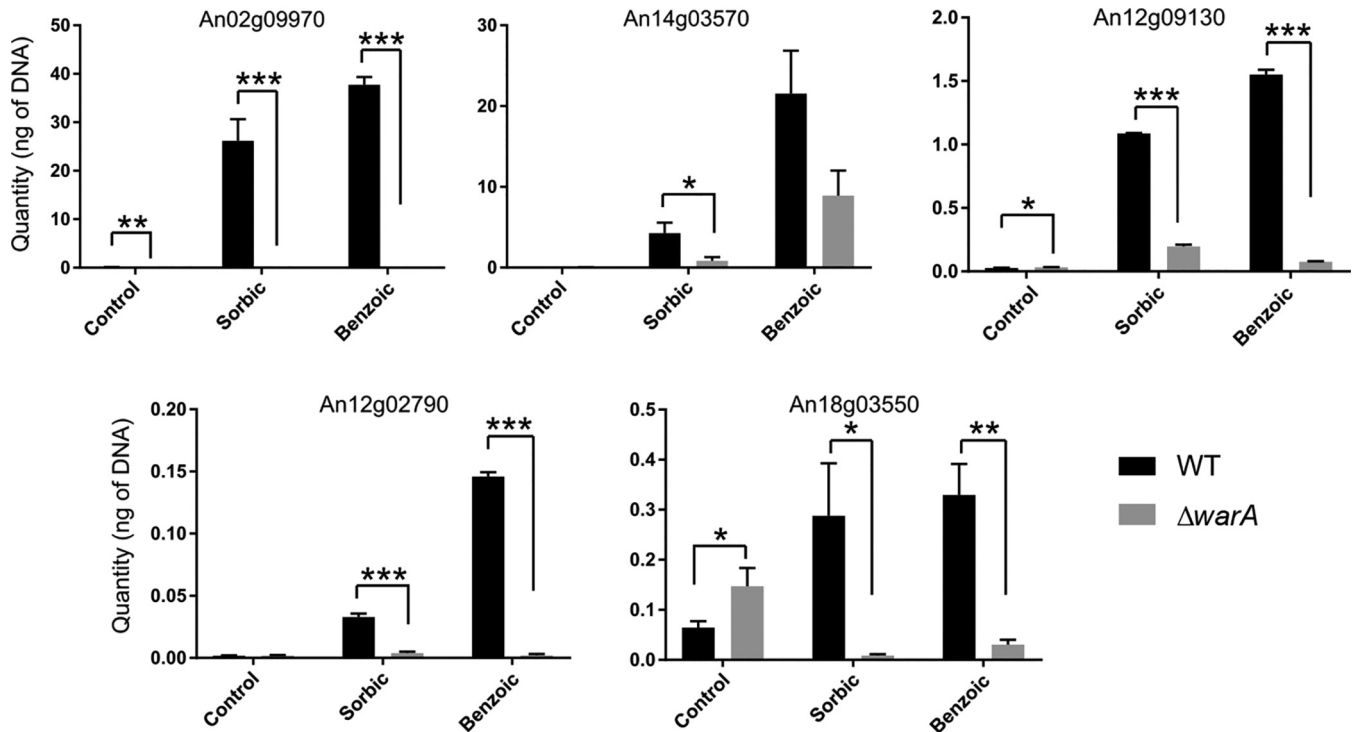 An02g09970
Quantity (ng of DNA)
50
40
30
20
10
0
**
***
***
Control
Sorbic
Benzoic
An14g03570
30
20
10
0
*
Control
Sorbic
Benzoic
An12g09130
2.0
1.5
1.0
0.5
0.0
*
***
***
Control
Sorbic
Benzoic
An12g02790
Quantity (ng of DNA)
0.20
0.15
0.10
0.05
0.00
***
***
Control
Sorbic
Benzoic
An18g03550
0.5
0.4
0.3
0.2
0.1
0.0
*
*
**
Control
Sorbic
Benzoic
WT
ΔwarA